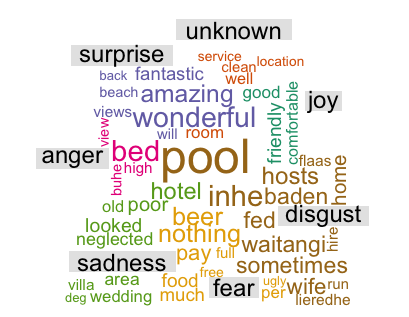 unknown
surprise
service
clean location
back fantastic well
beach amazing good joy
views wonderful friendly comfortable
view will room
anger bed pool flaas
buhe high hosts home
hotel inhe baden
old poor beer fed disgust
looked nothing waitangi hire
neglected
sadness pay full sometimes
area food free ugly wife run
villa much fear per
deg wedding lieredhe